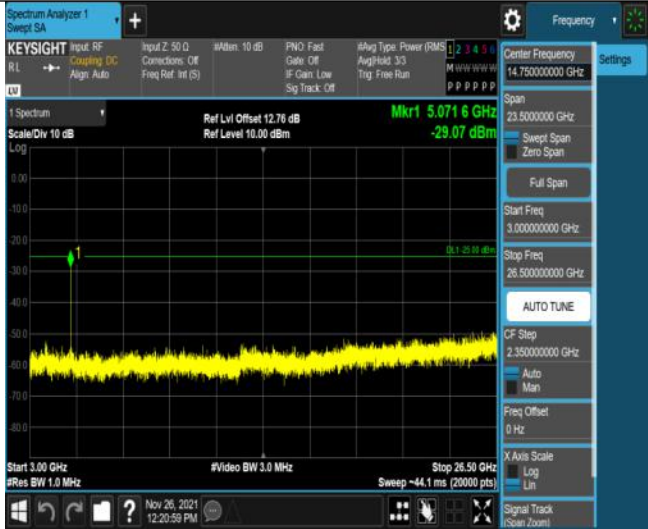 Spectrum Analyzer 1
Swept SA
+
Frequency
KEYSIGHT
RL
LV
Input: RF
Coupling: DC
Align: Auto
Input Z: 50 Ω
Corrections: Off
Freq Ref: Int (S)
#Atten: 10 dB
PNO: Fast
Gate: Off
IF Gain: Low
Sig Track: Off
#Avg Type: Power (RMS
Avg|Hold: 3/3
Trig: Free Run
1 2 3 4 5 6
M W W W W W
P P P P P P
Center Frequency
14.750000000 GHz
Settings
Span
23.5000000 GHz
Swept Span
Zero Span
Full Span
Start Freq
3.000000000 GHz
Stop Freq
26.500000000 GHz
AUTO TUNE
CF Step
2.350000000 GHz
Auto
Man
Freq Offset
0 Hz
X Axis Scale
Log
Lin
Signal Track
(Span Zoom)
1 Spectrum
Scale/Div 10 dB
Log
Ref Lvl Offset 12.76 dB
Ref Level 10.00 dBm
Mkr1 5.071 6 GHz
-29.07 dBm
0.00
-10.0
-20.0
-30.0
-40.0
-50.0
-60.0
-70.0
-80.0
1
DL1 -25.00 dBm
Start 3.00 GHz
#Res BW 1.0 MHz
#Video BW 3.0 MHz
Stop 26.50 GHz
Sweep ~44.1 ms (20000 pts)
?
Nov 26, 2021
12:20:59 PM